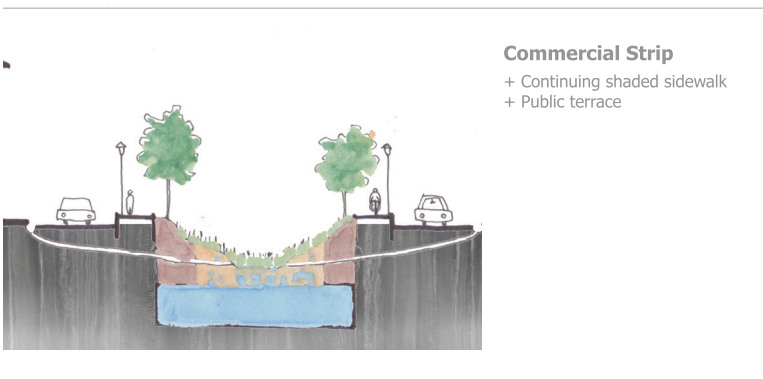 Commercial Strip
+ Continuing shaded sidewalk
+ Public terrace